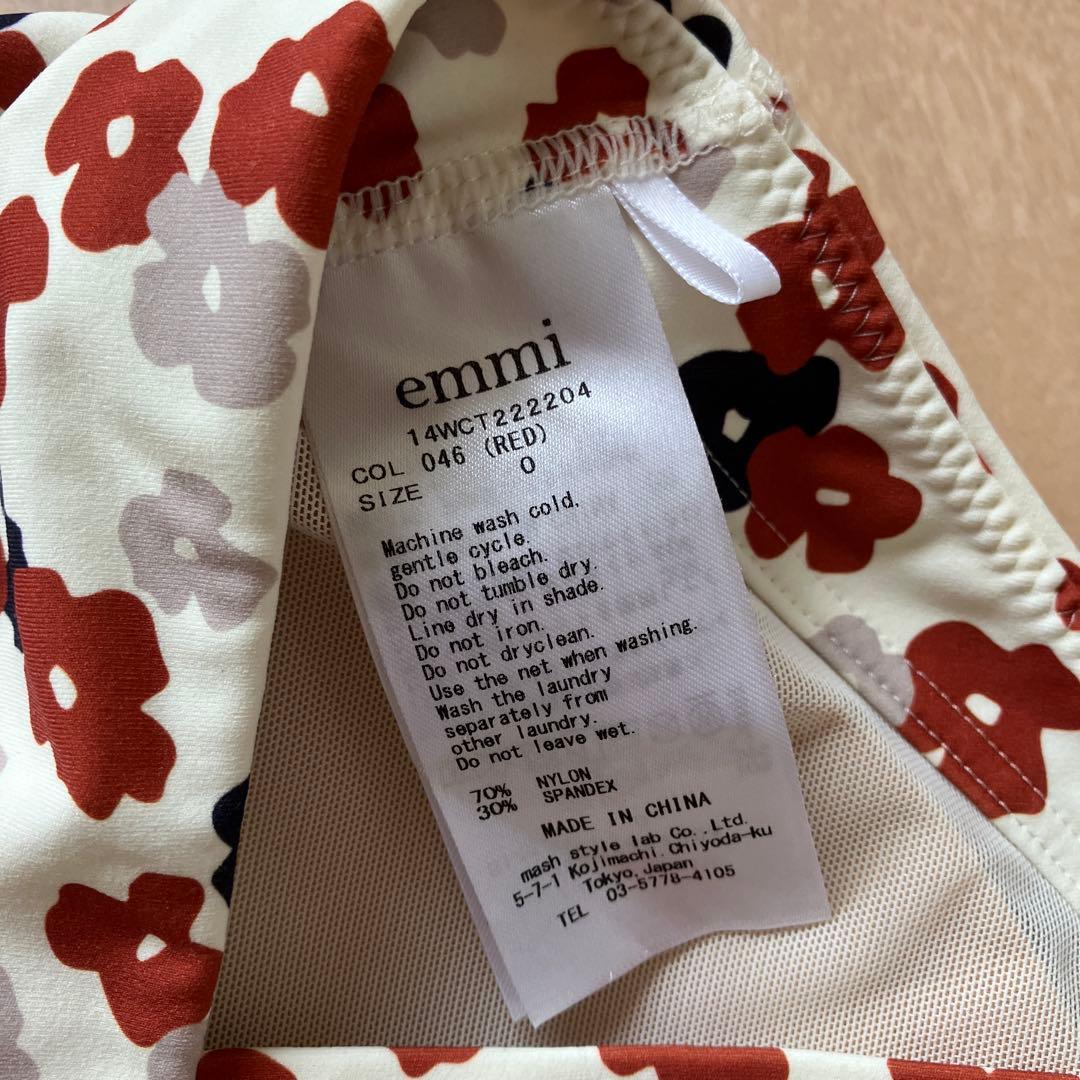 emmi
14WCT222204
COL 046 (RED)
SIZE 0
Machine wash cold,
gentle cycle.
Do not bleach.
Do not tumble dry.
Line dry in shade.
Do not iron.
Do not dryclean.
Use the net when washing.
Wash the laundry
separately from
other laundry.
Do not leave wet.
70% NYLON
30% SPANDEX
MADE IN CHINA
mash style lab Co.,Ltd.
5-7-1 Kojimachi.Chiyoda-ku
Tokyo.Japan
TEL 03-5778-4105